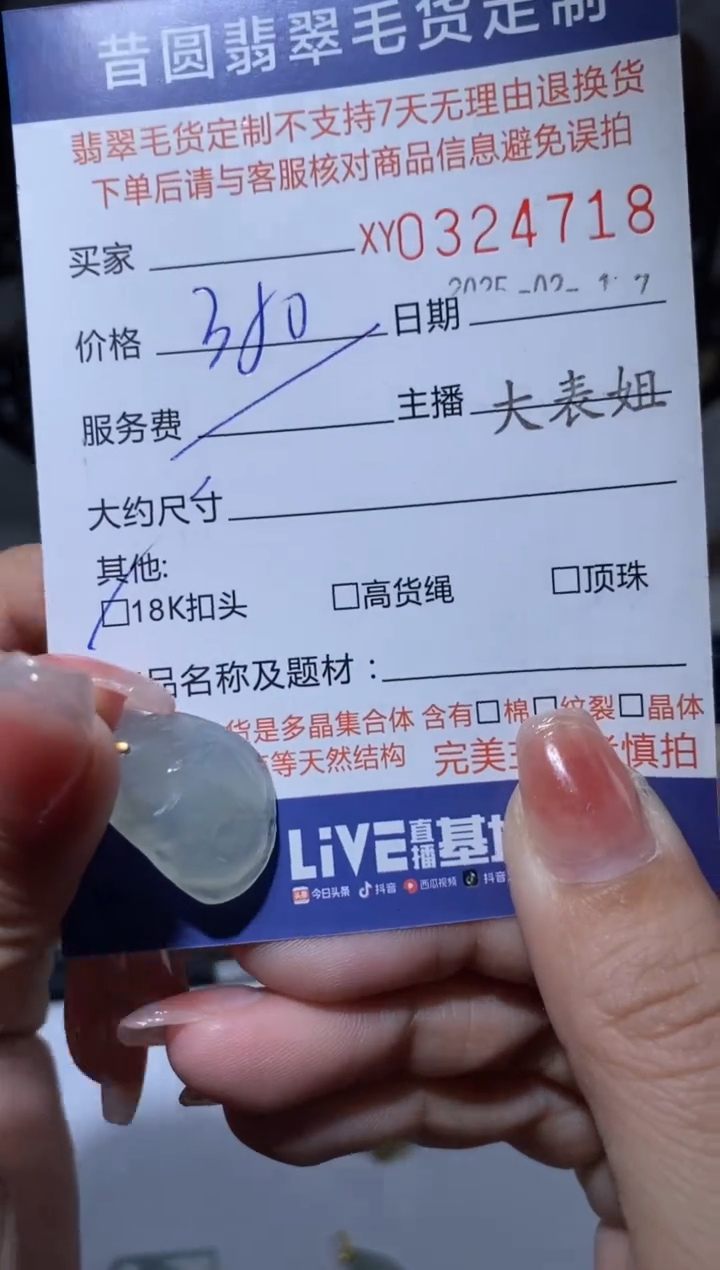 昔圆翡翠毛货定制
翡翠毛货定制不支持7天无理由退换货
下单后请与客服核对商品信息避免误拍
买家 XY0324718
价格 380 日期
服务费 主播 大表姐
大约尺寸
其他:
□18K扣头 □高货绳 □顶珠
品名称及题材：
货是多晶集合体 含有□棉□纹裂□晶体
等天然结构 完美 慎拍
LiVE直播基地
今日头条 抖音 西瓜视频 抖音